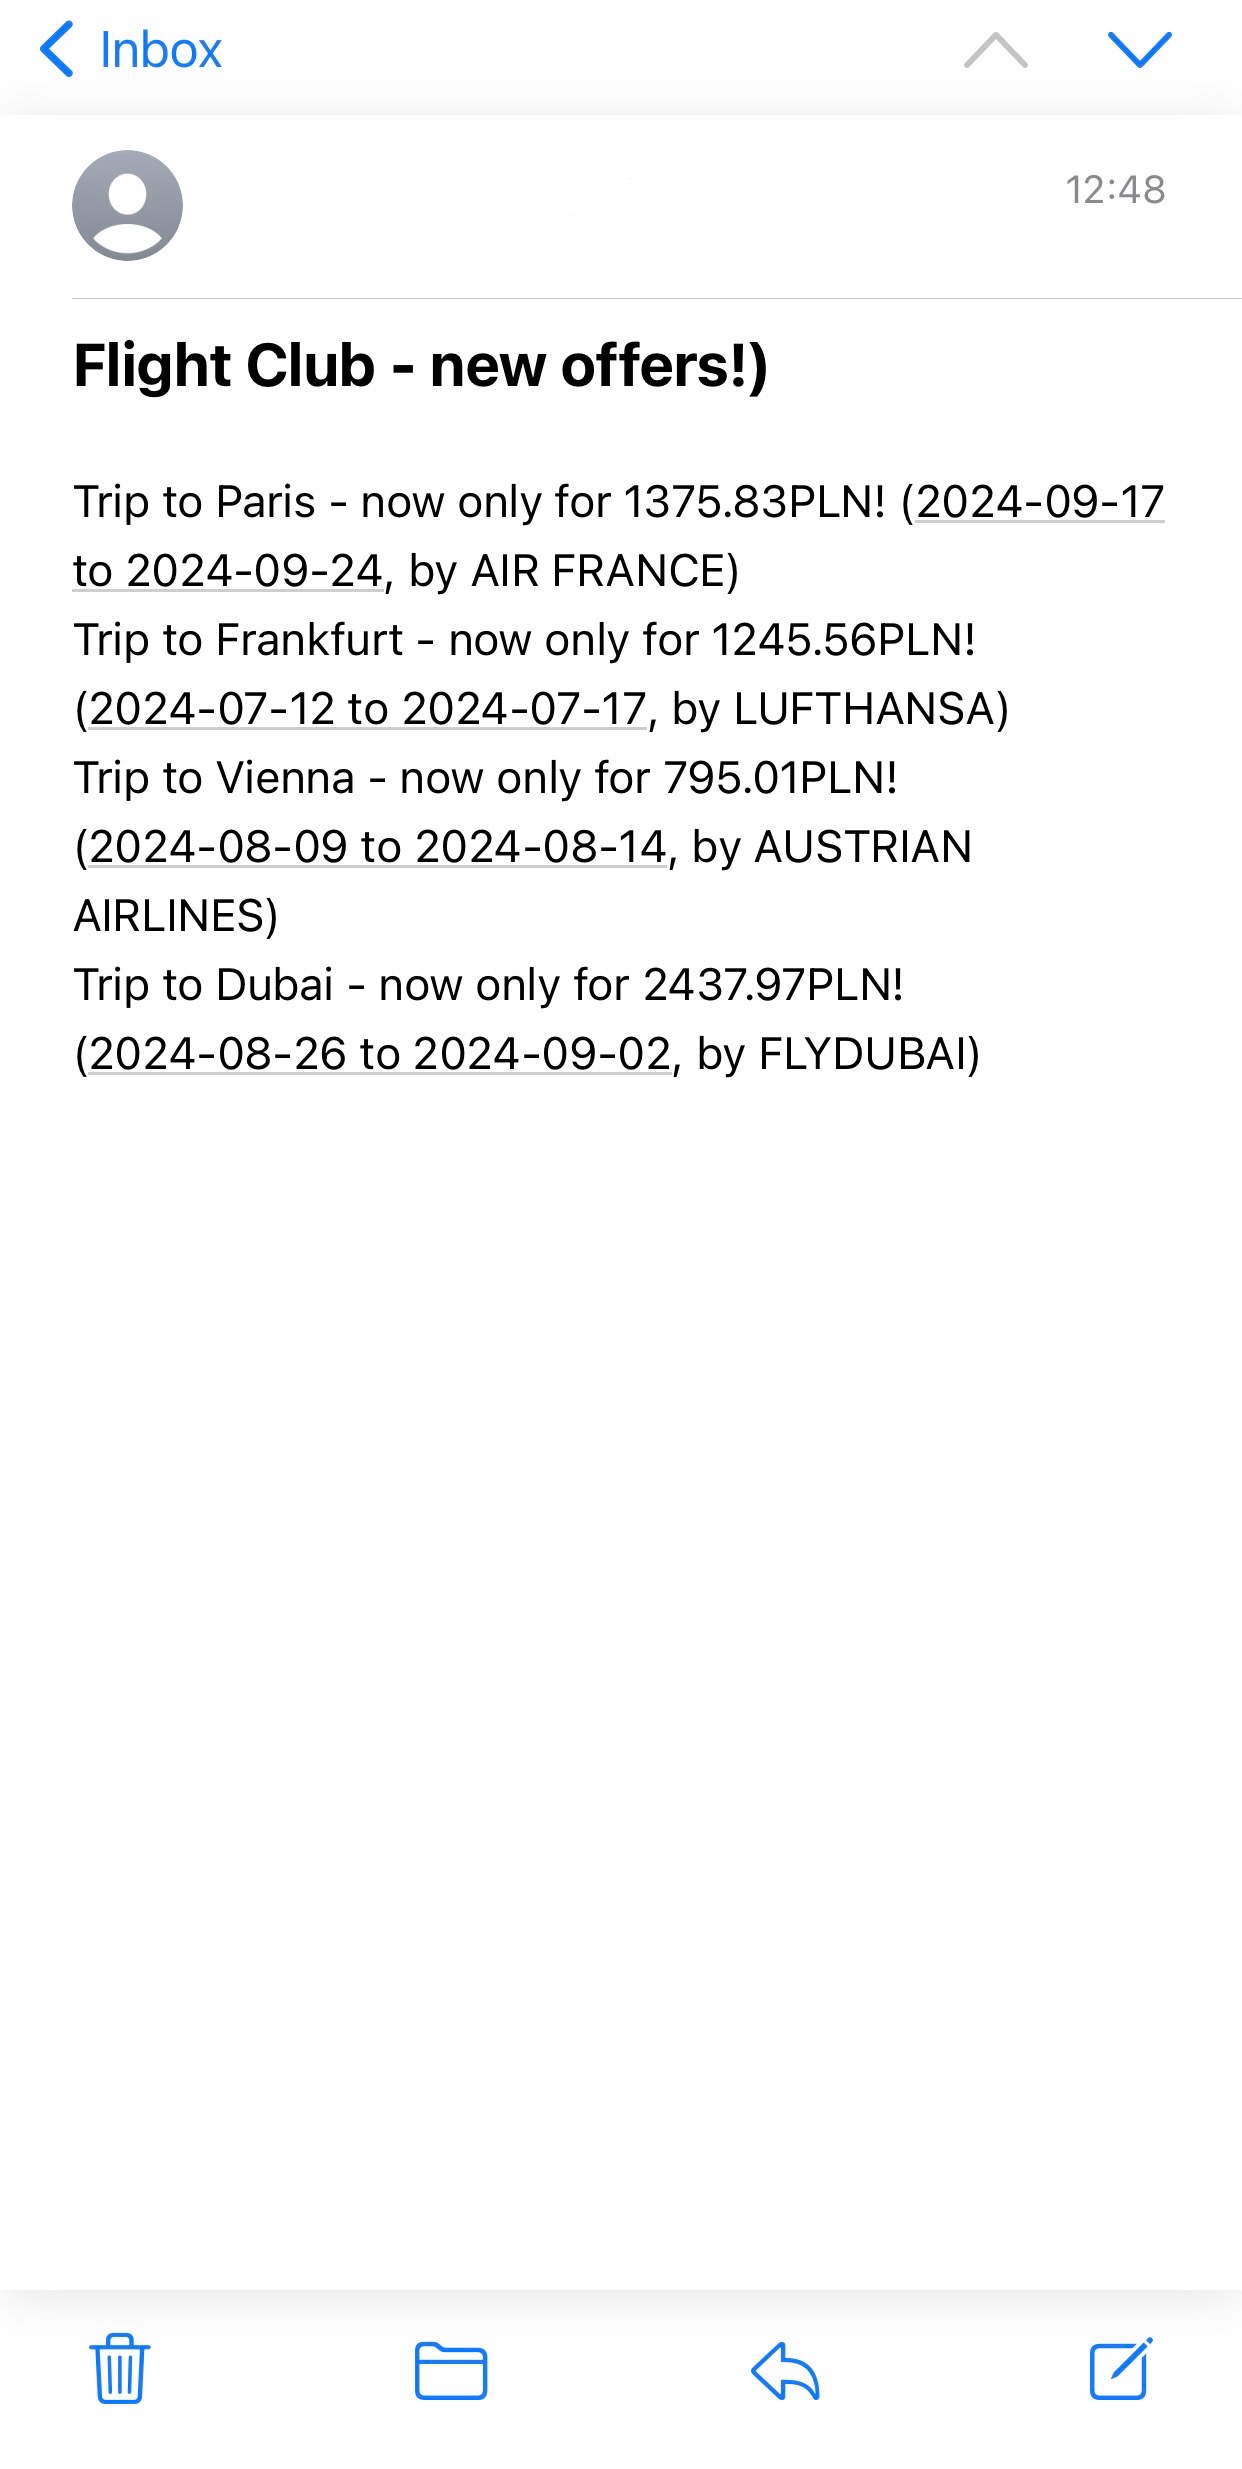 Inbox
12:48
Flight Club - new offers!)
Trip to Paris - now only for 1375.83PLN! (2024-09-17
to 2024-09-24, by AIR FRANCE)
Trip to Frankfurt - now only for 1245.56PLN!
(2024-07-12 to 2024-07-17, by LUFTHANSA)
Trip to Vienna - now only for 795.01PLN!
(2024-08-09 to 2024-08-14, by AUSTRIAN
AIRLINES)
Trip to Dubai - now only for 2437.97PLN!
(2024-08-26 to 2024-09-02, by FLYDUBAI)